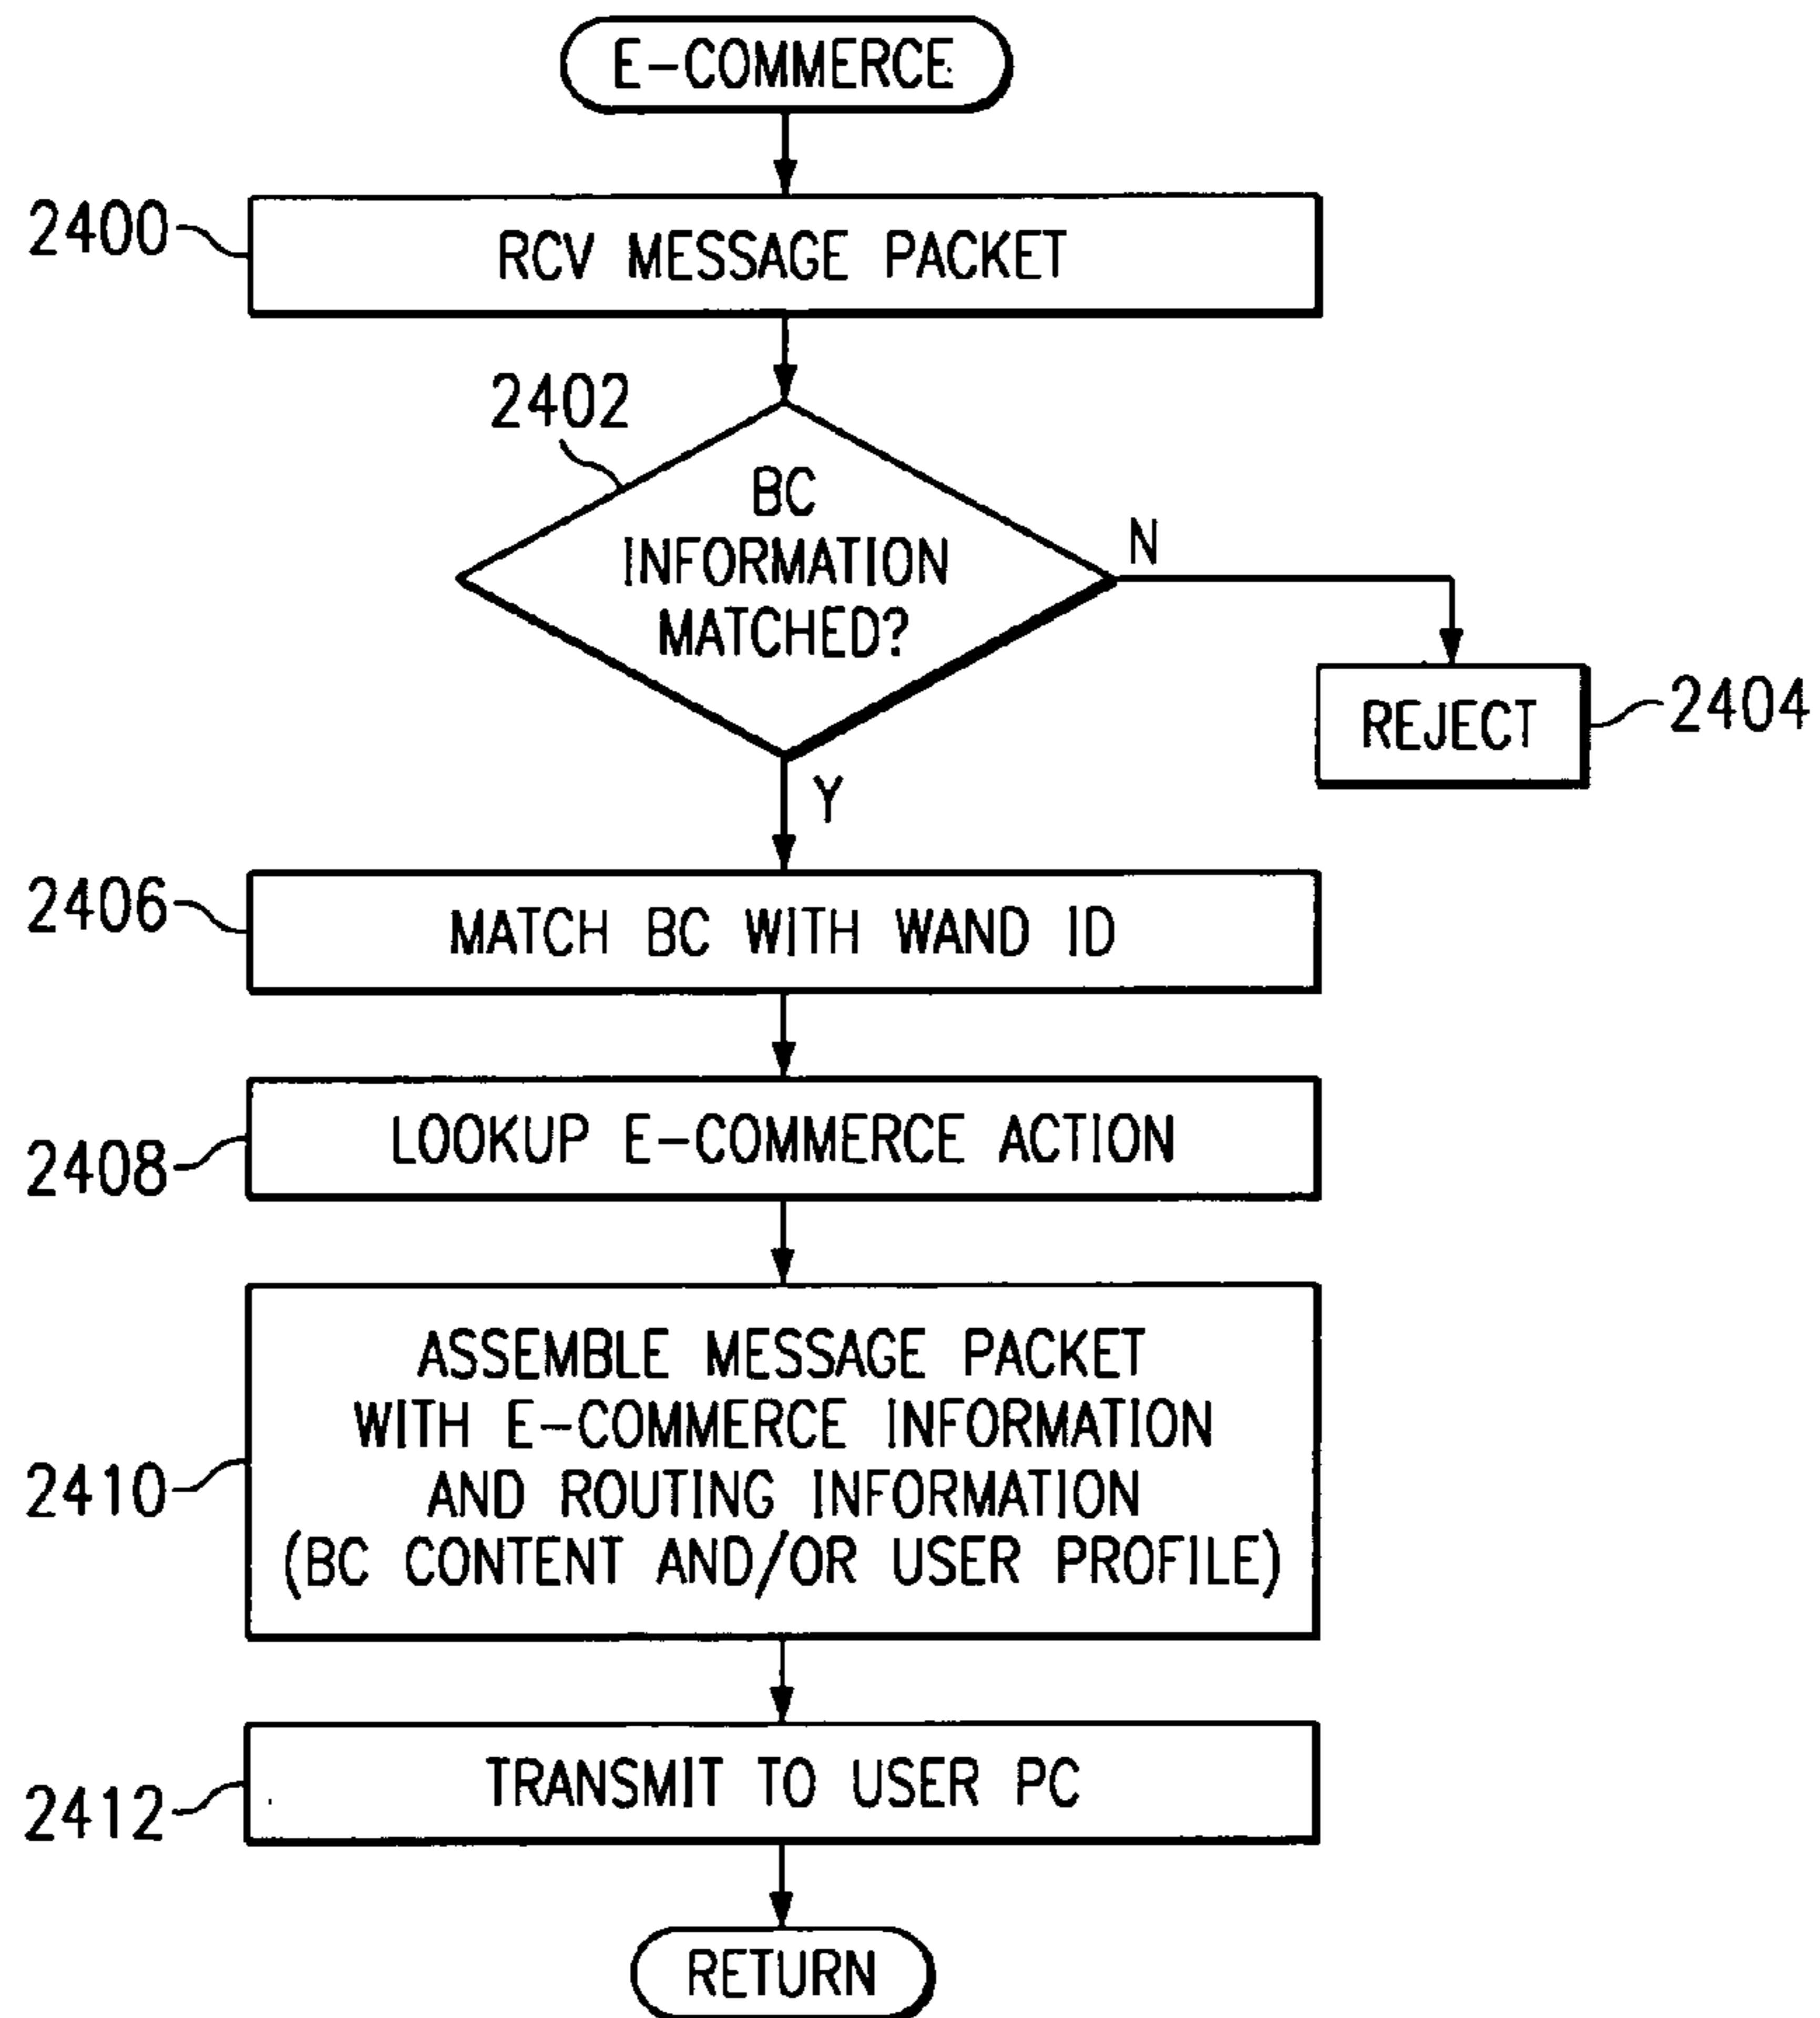 E-COMMERCE
2400
RCV MESSAGE PACKET
2402
BC
INFORMATION
MATCHED?
N
REJECT
2404
Y
2406
MATCH BC WITH WAND ID
2408
LOOKUP E-COMMERCE ACTION
2410
ASSEMBLE MESSAGE PACKET
WITH E-COMMERCE INFORMATION
AND ROUTING INFORMATION
(BC CONTENT AND/OR USER PROFILE)
2412
TRANSMIT TO USER PC
RETURN